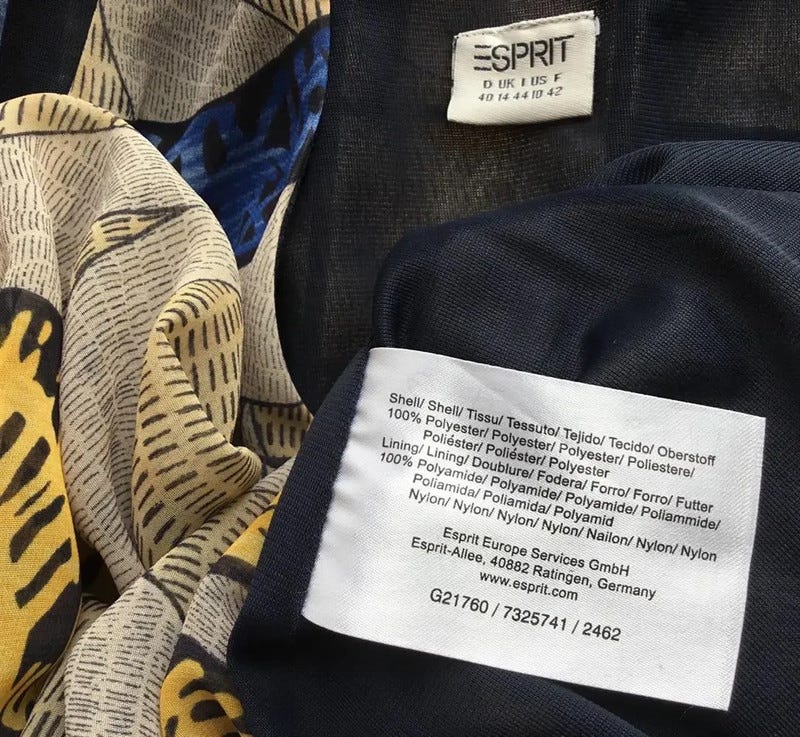 ESPRIT
D UK I US F
40 14 44 10 42
Shell/ Shell/ Tissu/ Tessuto/ Tejido/ Tecido/ Oberstoff
100% Polyester/ Polyester/ Polyester/ Poliestere/
Poliéster/ Poliéster/ Polyester
Lining/ Lining/ Doublure/ Fodera/ Forro/ Forro/ Futter
100% Polyamide/ Polyamide/ Polyamide/ Poliammide/
Poliamida/ Poliamida/ Polyamid
Nylon/ Nylon/ Nylon/ Nylon/ Nailon/ Nylon/ Nylon
Esprit Europe Services GmbH
Esprit-Allee, 40882 Ratingen, Germany
www.esprit.com
G21760 / 7325741 / 2462